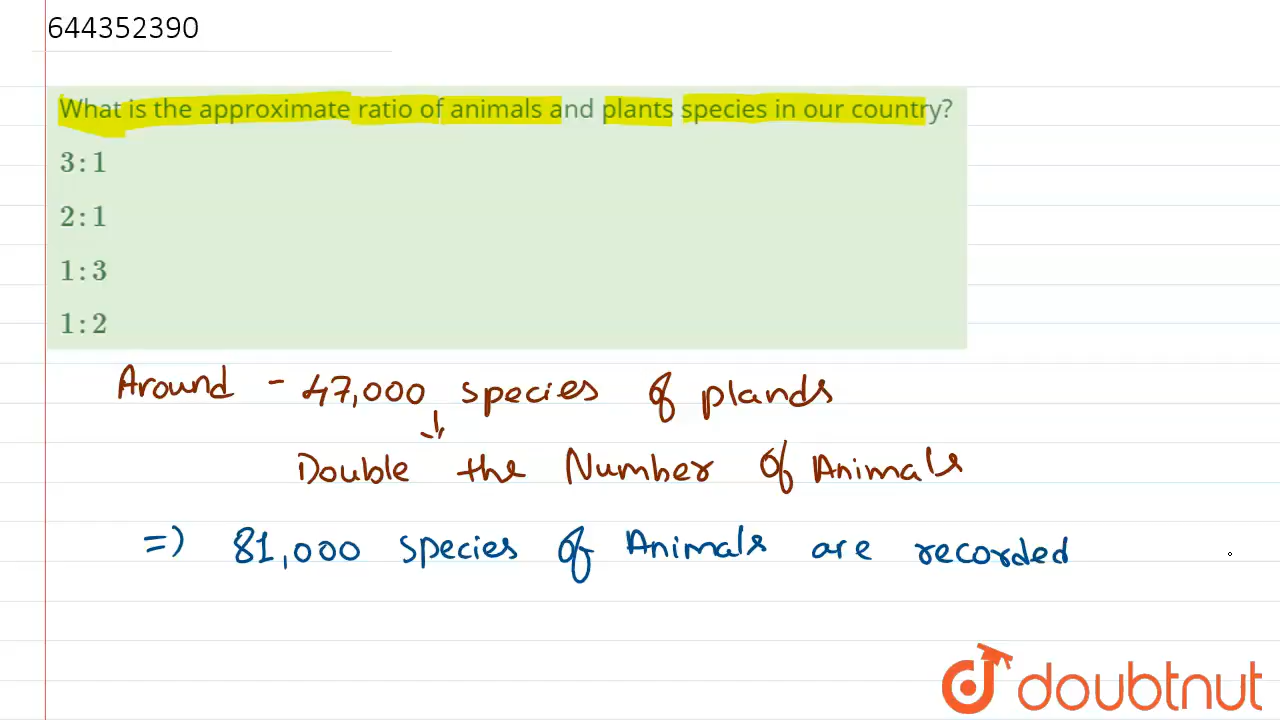 644352390
What is the approximate ratio of animals and plants species in our country?
3 : 1
2 : 1
1 : 3
1 : 2
Around - 47,000 species of plands
Double the Number of Animals
=> 81,000 species of Animals are recorded
doubtnut